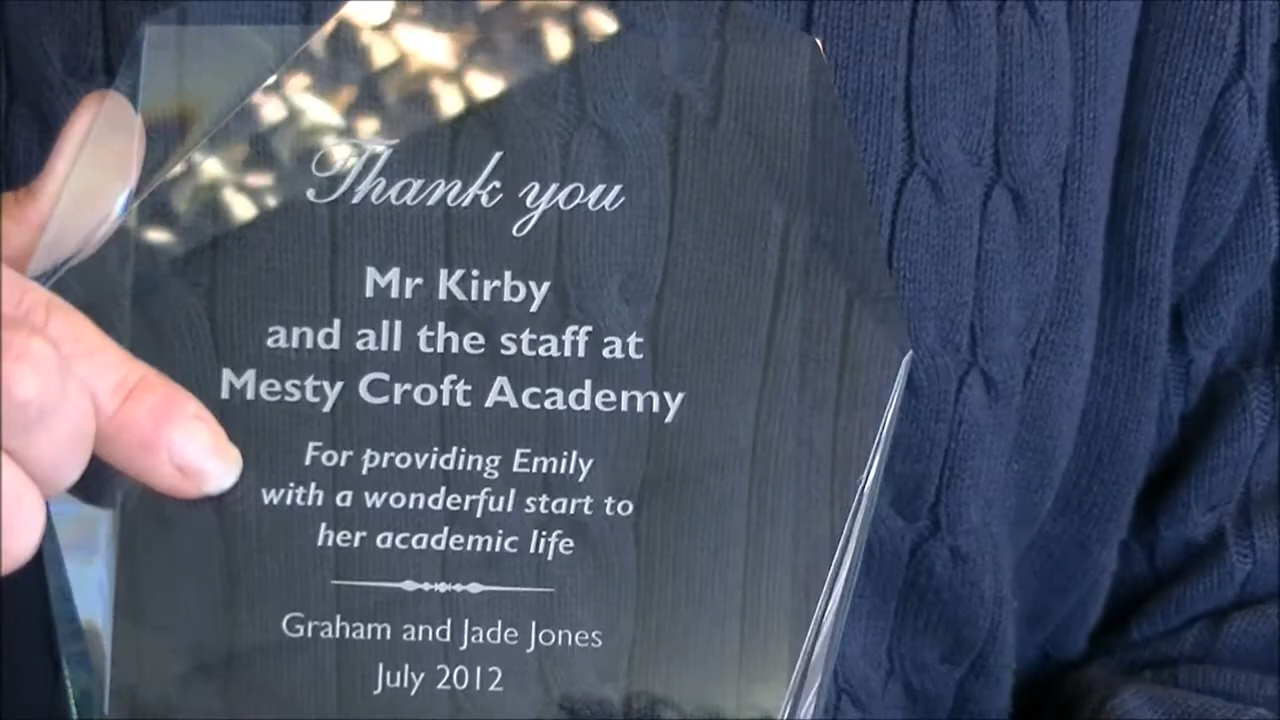 Thank you
Mr Kirby
and all the staff at
Mesty Croft Academy
For providing Emily
with a wonderful start to
her academic life
Graham and Jade Jones
July 2012